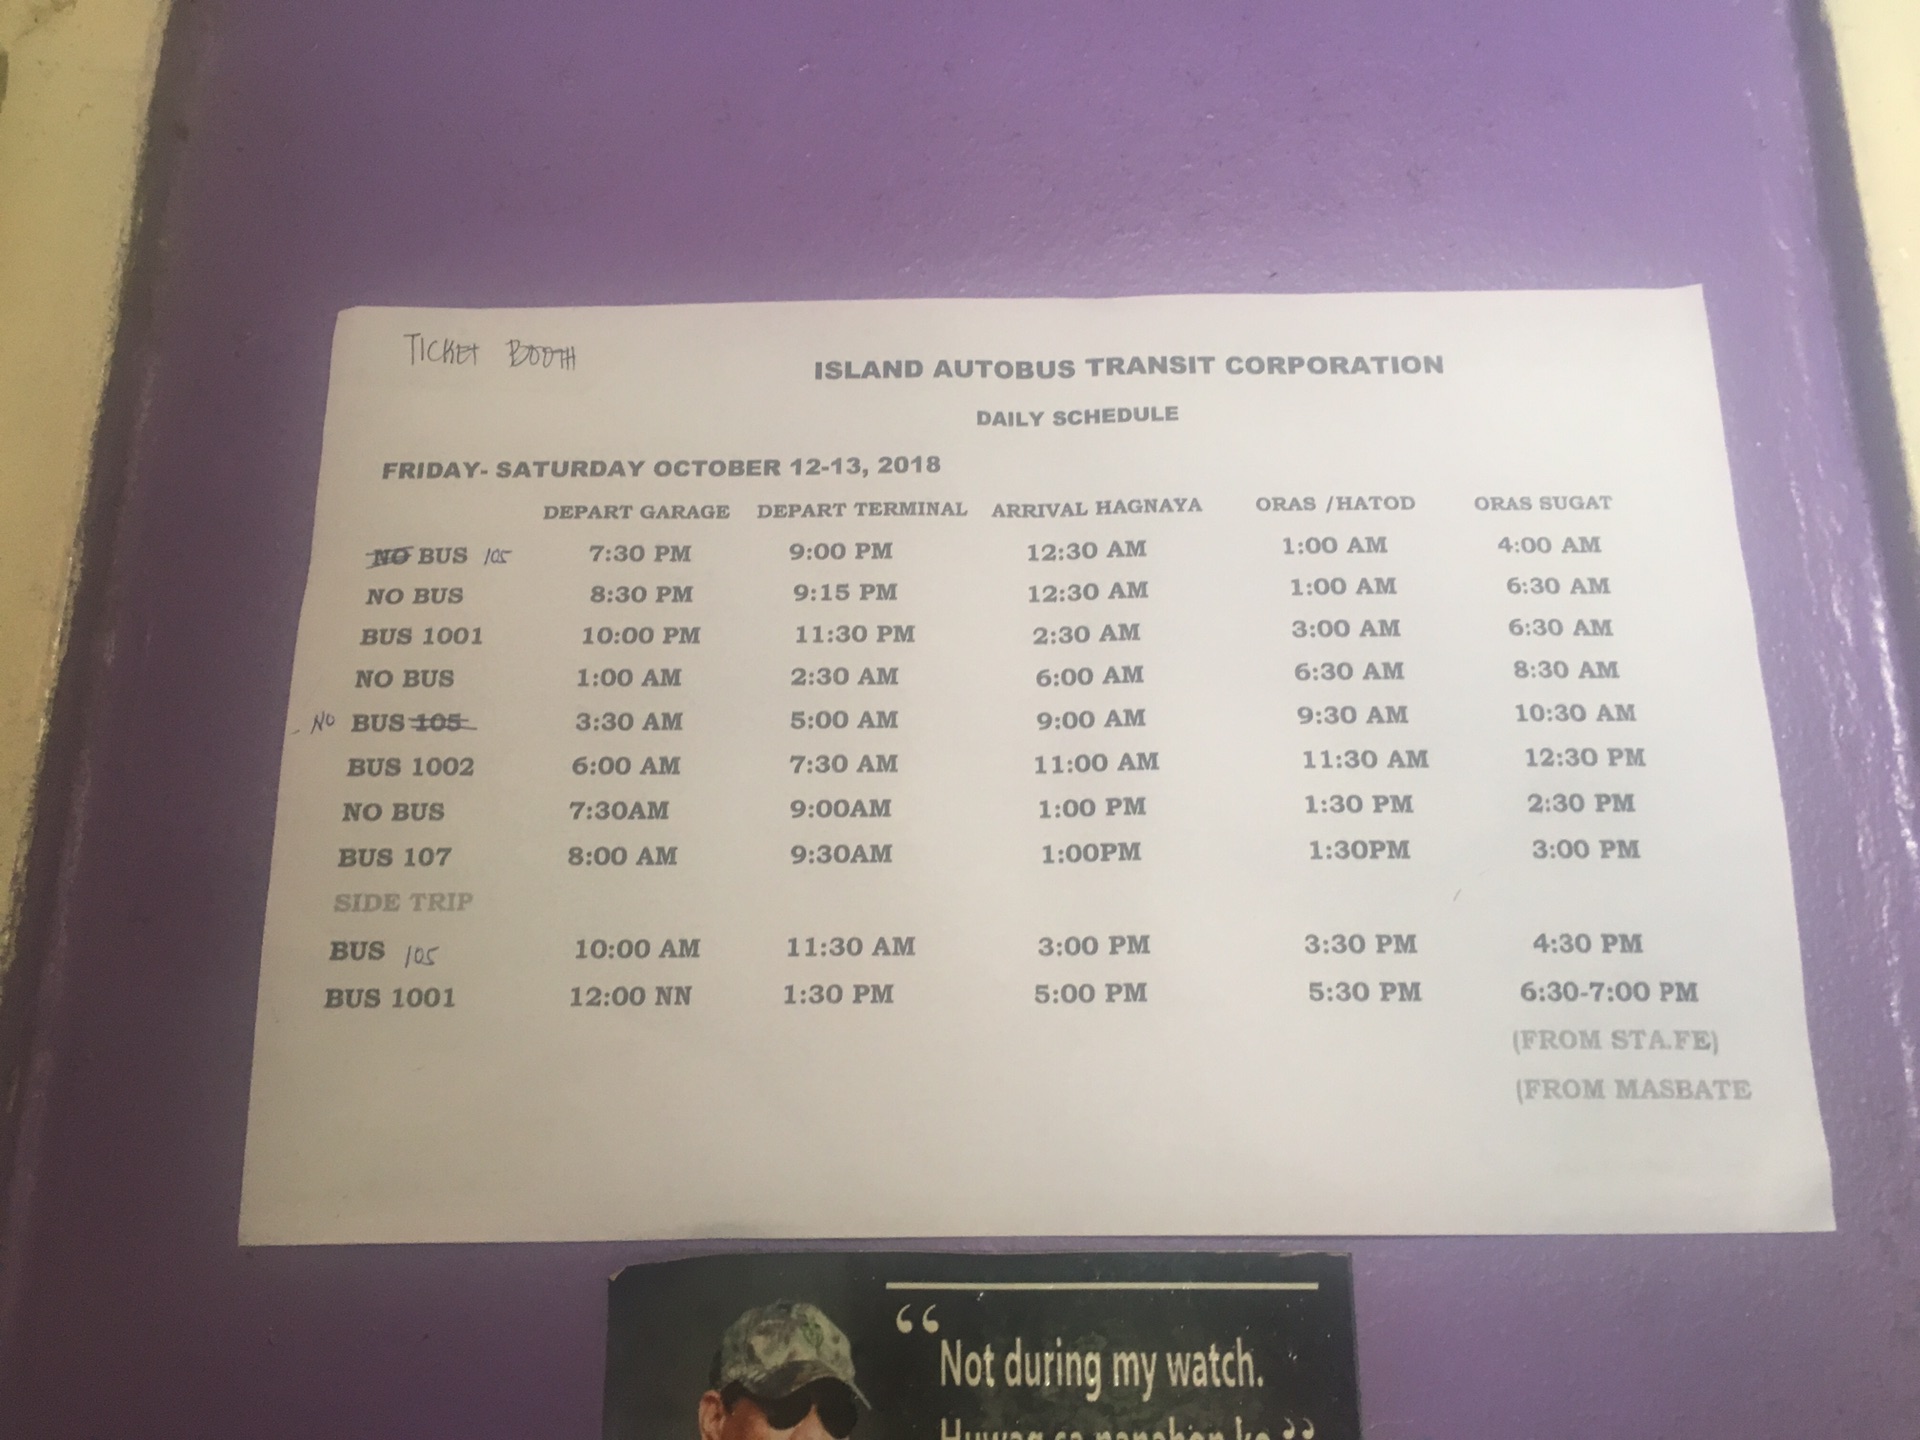 TICKET BOOTH
ISLAND AUTOBUS TRANSIT CORPORATION
DAILY SCHEDULE
FRIDAY- SATURDAY OCTOBER 12-13, 2018
DEPART GARAGE DEPART TERMINAL ARRIVAL HAGNAYA ORAS /HATOD ORAS SUGAT
NO BUS 105 7:30 PM 9:00 PM 12:30 AM 1:00 AM 4:00 AM
NO BUS 8:30 PM 9:15 PM 12:30 AM 1:00 AM 6:30 AM
BUS 1001 10:00 PM 11:30 PM 2:30 AM 3:00 AM 6:30 AM
NO BUS 1:00 AM 2:30 AM 6:00 AM 6:30 AM 8:30 AM
NO BUS 105 3:30 AM 5:00 AM 9:00 AM 9:30 AM 10:30 AM
BUS 1002 6:00 AM 7:30 AM 11:00 AM 11:30 AM 12:30 PM
NO BUS 7:30AM 9:00AM 1:00 PM 1:30 PM 2:30 PM
BUS 107 8:00 AM 9:30AM 1:00PM 1:30PM 3:00 PM
SIDE TRIP
BUS 105 10:00 AM 11:30 AM 3:00 PM 3:30 PM 4:30 PM
BUS 1001 12:00 NN 1:30 PM 5:00 PM 5:30 PM 6:30-7:00 PM
(FROM STA.FE)
(FROM MASBATE
“Not during my watch.
Huwag sa panahon ko”